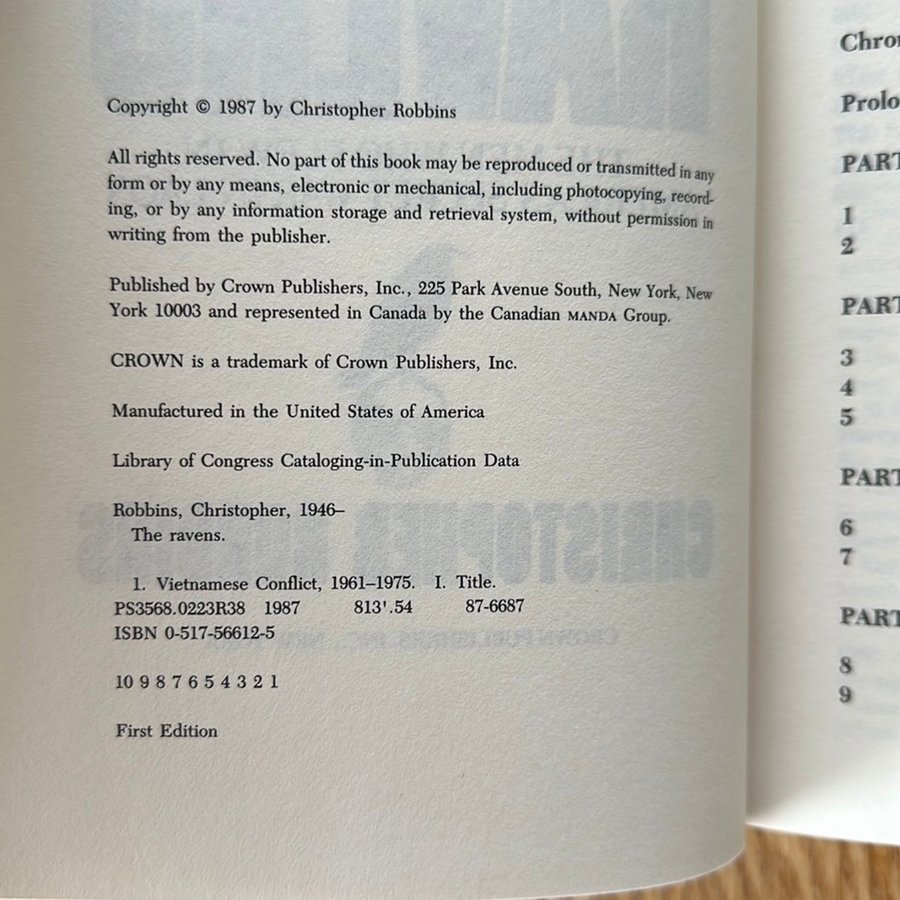 Copyright © 1987 by Christopher Robbins
All rights reserved. No part of this book may be reproduced or transmitted in any
form or by any means, electronic or mechanical, including photocopying, record-
ing, or by any information storage and retrieval system, without permission in
writing from the publisher.
Published by Crown Publishers, Inc., 225 Park Avenue South, New York, New
York 10003 and represented in Canada by the Canadian MANDA Group.
CROWN is a trademark of Crown Publishers, Inc.
Manufactured in the United States of America
Library of Congress Cataloging-in-Publication Data
Robbins, Christopher, 1946–
The ravens.
1. Vietnamese Conflict, 1961–1975. I. Title.
PS3568.0223R38 1987 813'.54 87-6687
ISBN 0-517-56612-5
10 9 8 7 6 5 4 3 2 1
First Edition
PART
1
2
PART
3
4
5
PART
6
7
PART
8
9